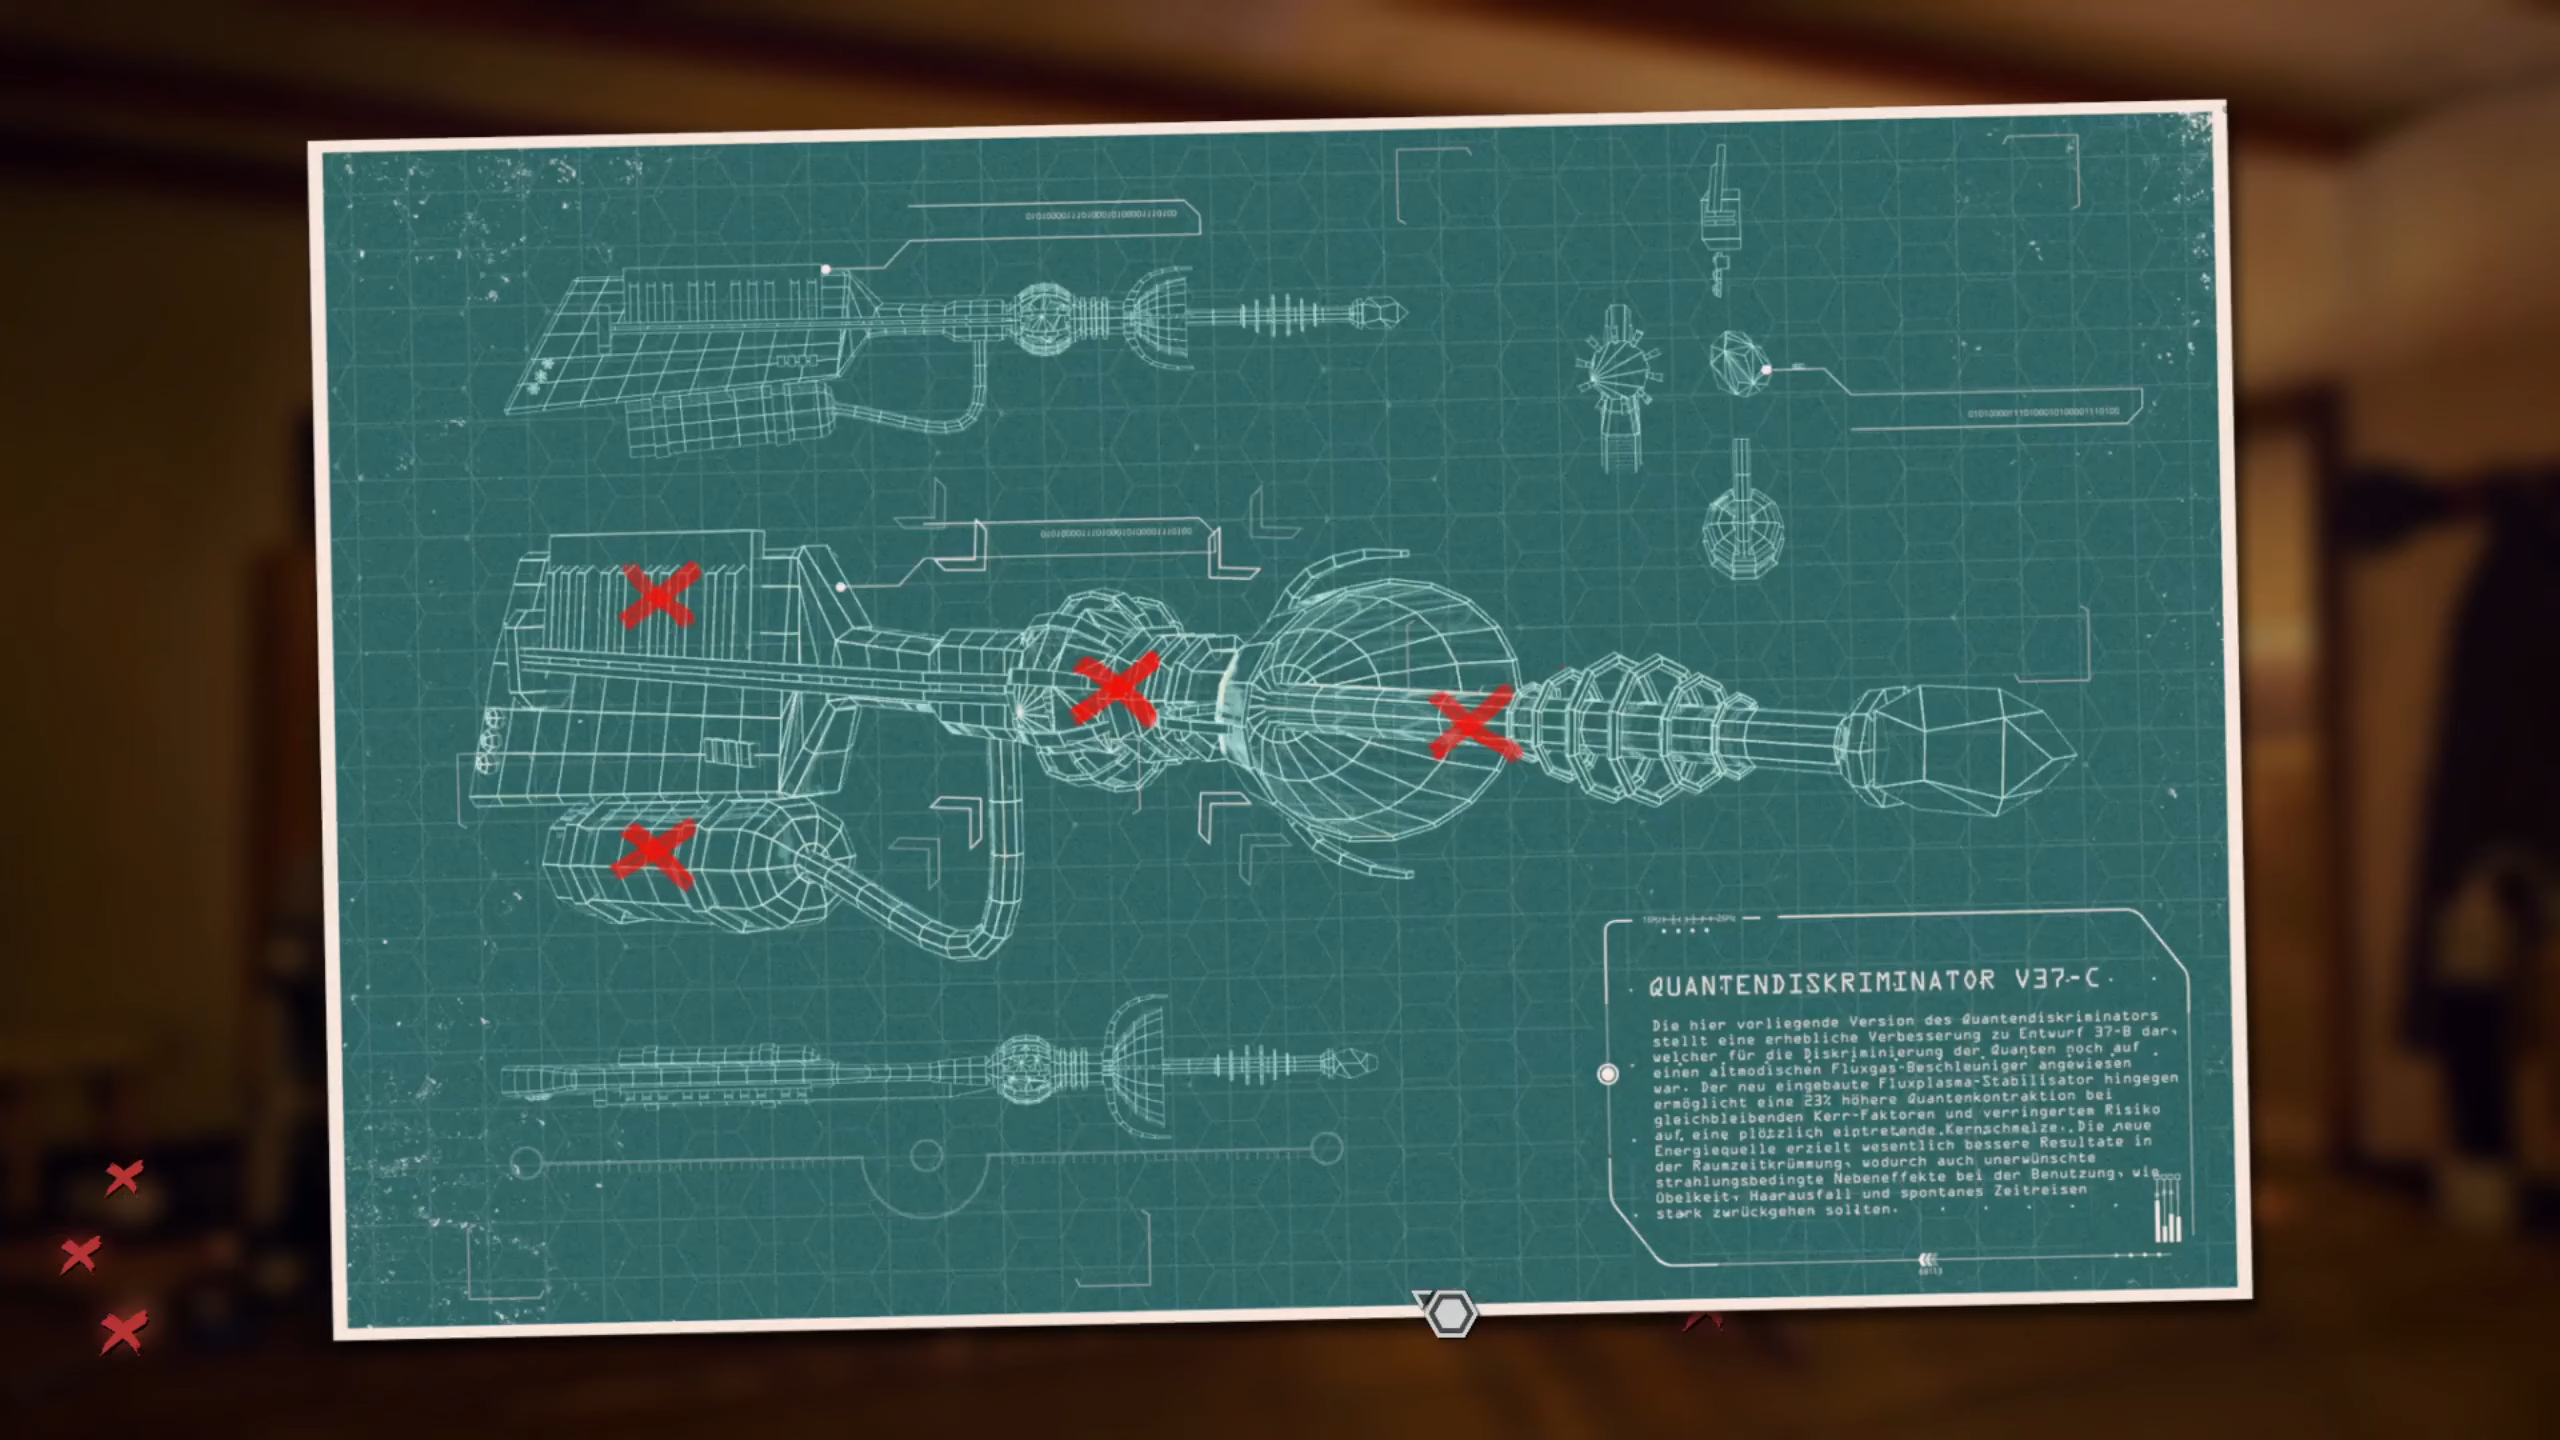 010100001110100010100001110100
010100001110100010100001110100
010100001110100010100001110100
QUANTENDISKRIMINATOR V37-C
Die hier vorliegende Version des Quantendiskriminators
stellt eine erhebliche Verbesserung zu Entwurf 37-B dar,
welcher für die Diskriminierung der Quanten noch auf
einen altmodischen Fluxgas-Beschleuniger angewiesen
war. Der neu eingebaute Fluxplasma-Stabilisator hingegen
ermöglicht eine 23% höhere Quantenkontraktion bei
gleichbleibenden Kerr-Faktoren und verringertem Risiko
auf eine plötzlich eintretende Kernschmelze. Die neue
Energiequelle erzielt wesentlich bessere Resultate in
der Raumzeitkrümmung, wodurch auch unerwünschte
strahlungsbedingte Nebeneffekte bei der Benutzung, wie
Übelkeit, Haarausfall und spontanes Zeitreisen
stark zurückgehen sollten.